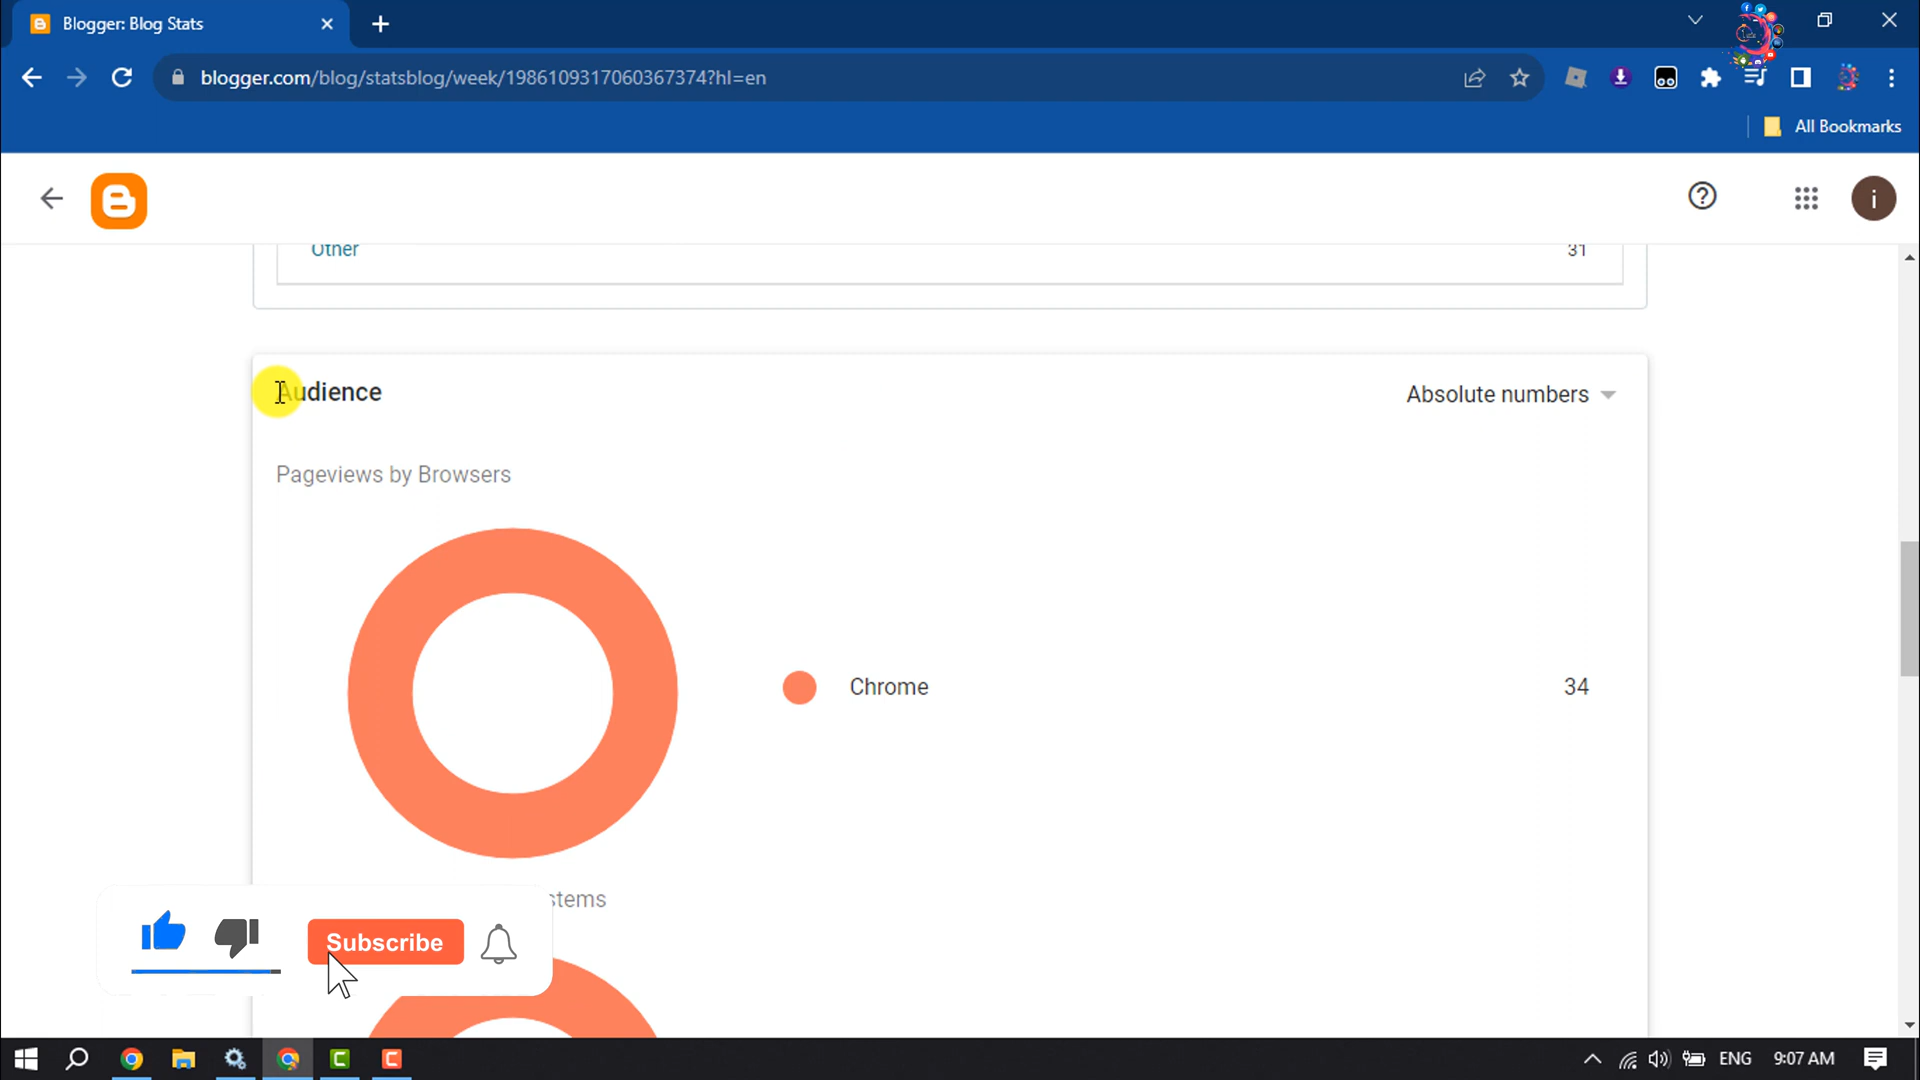 Blogger: Blog Stats
blogger.com/blog/statsblog/week/1986109317060367374?hl=en
All Bookmarks
i
Other 31
Audience
Absolute numbers
Pageviews by Browsers
Chrome 34
stems
Subscribe
ENG 9:07 AM